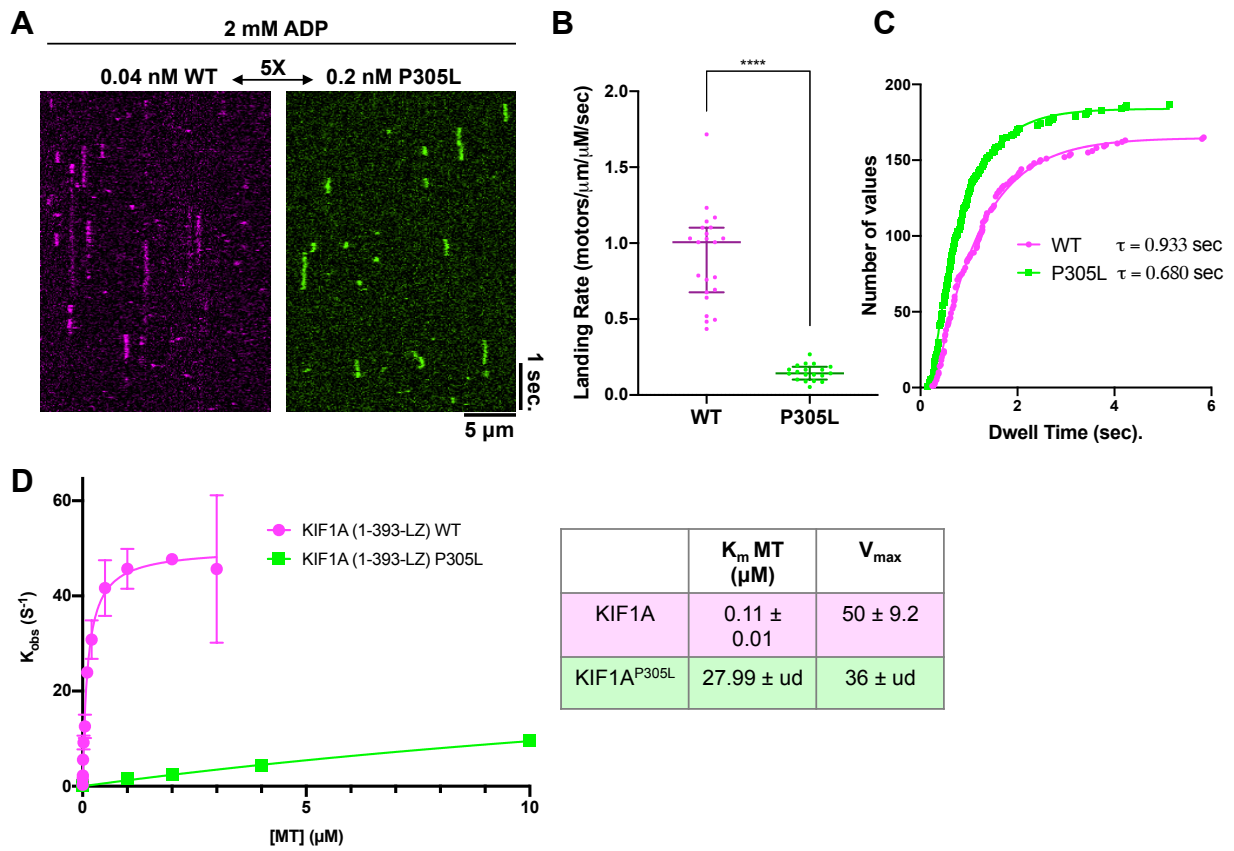 A
2 mM ADP
0.04 nM WT
5X
0.2 nM P305L
1 sec.
5 μm
B
****
Landing Rate (motors/μm/μM/sec)
2.0
1.5
1.0
0.5
0.0
WT
P305L
C
Number of values
200
150
100
50
0
WT τ = 0.933 sec
P305L τ = 0.680 sec
0
2
4
6
Dwell Time (sec).
D
Kobs (S-1)
60
40
20
0
KIF1A (1-393-LZ) WT
KIF1A (1-393-LZ) P305L
0
5
10
[MT] (μM)
Km MT
(μM)
Vmax
KIF1A
0.11 ±
0.01
50 ± 9.2
KIF1AP305L
27.99 ± ud
36 ± ud